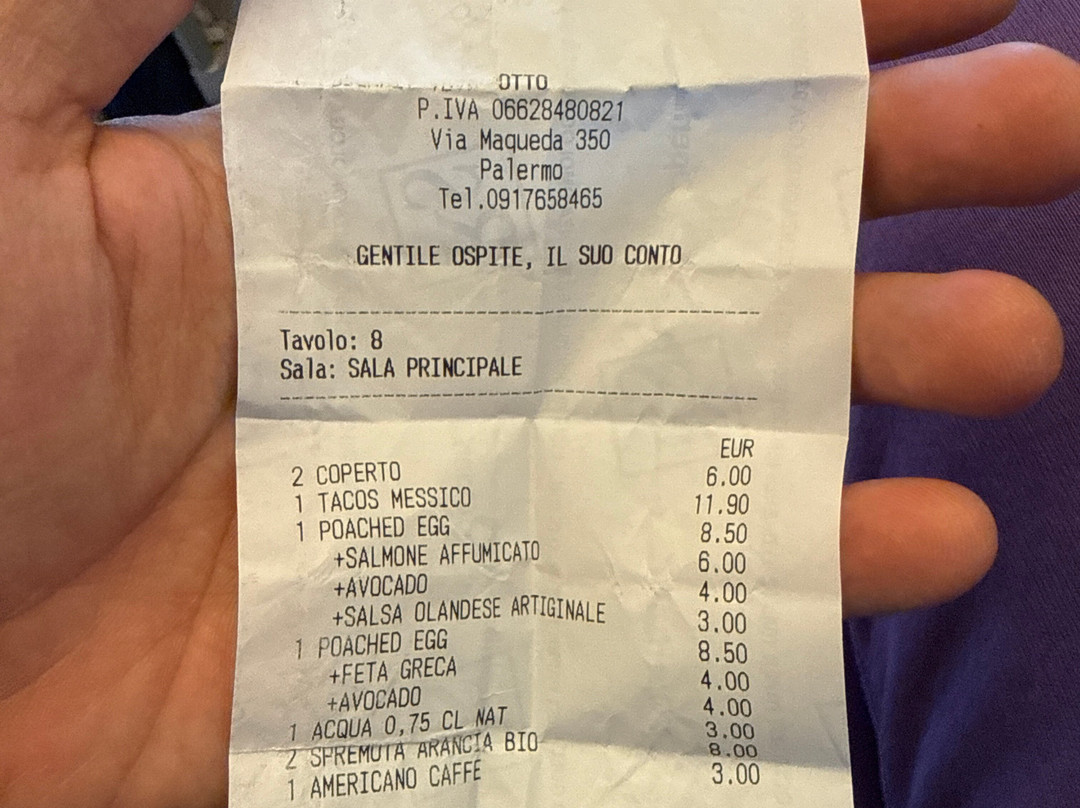 OTTO
P.IVA 06628480821
Via Maqueda 350
Palermo
Tel.0917658465
GENTILE OSPITE, IL SUO CONTO
Tavolo: 8
Sala: SALA PRINCIPALE
EUR
2 COPERTO 6.00
1 TACOS MESSICO 11.90
1 POACHED EGG 8.50
+SALMONE AFFUMICATO 6.00
+AVOCADO 4.00
+SALSA OLANDESE ARTIGINALE 3.00
1 POACHED EGG 8.50
+FETA GRECA 4.00
+AVOCADO 4.00
1 ACQUA 0,75 CL NAT 3.00
2 SPREMUTA ARANCIA BIO 8.00
1 AMERICANO CAFFE 3.00